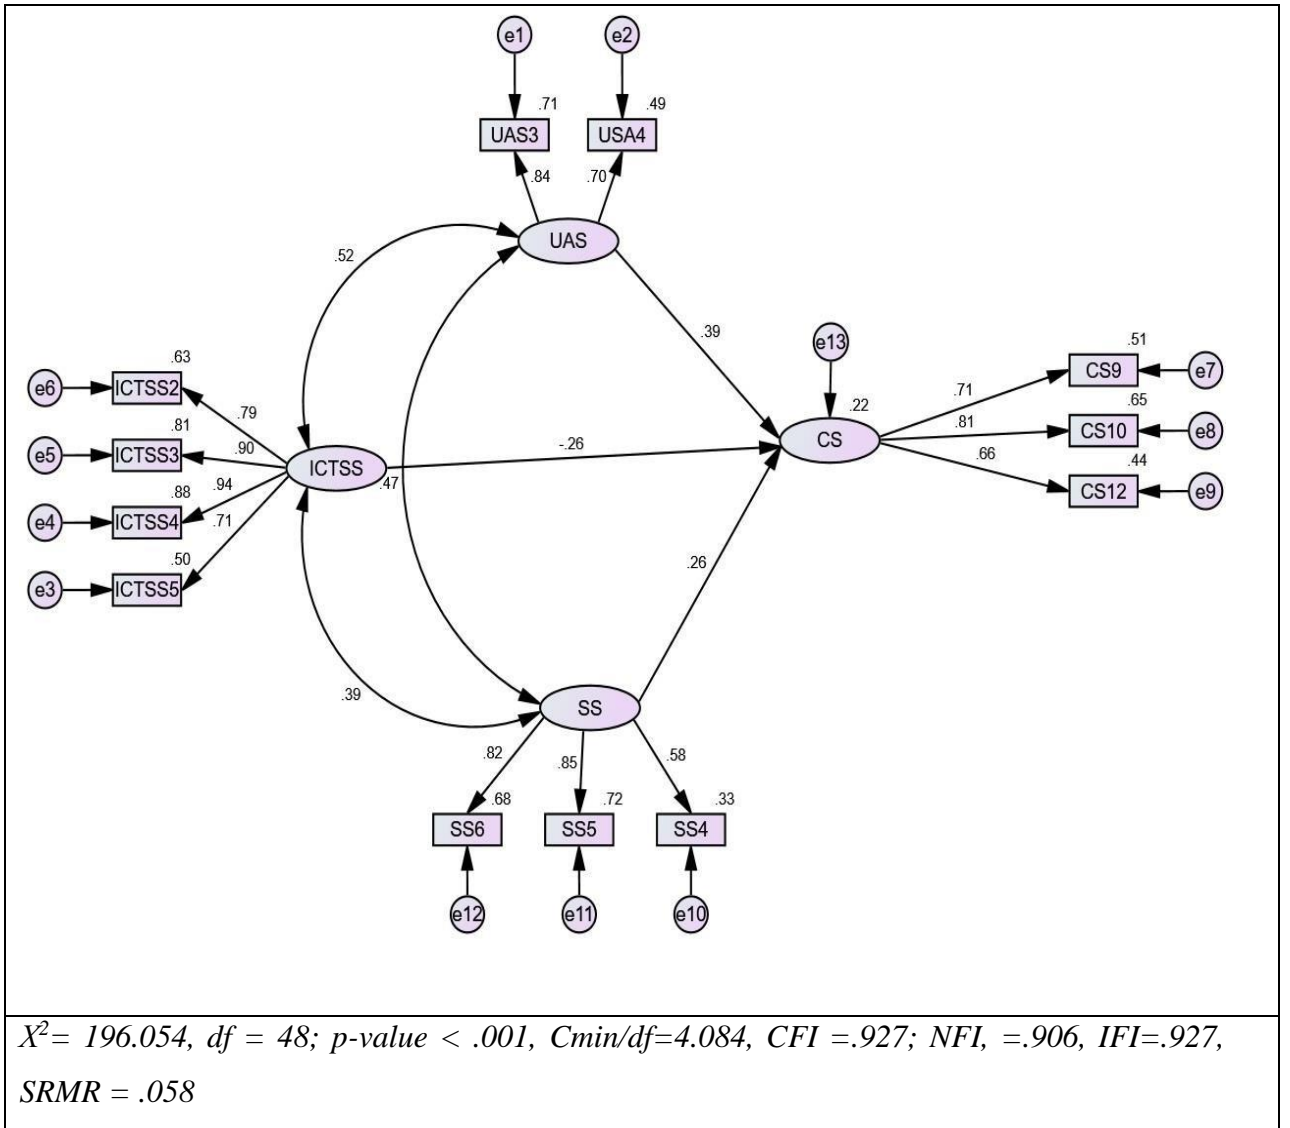 e1 e2
.71 .49
UAS3 USA4
.84 .70
UAS
.52
.39
e13
.51
.63
CS9 e7
e6 ICTSS2
.71
.65
.22
.79
.81
.81
CS10 e8
CS
-.26
.90
e5 ICTSS3
.66
.44
ICTSS
.47
.88 .94
CS12 e9
e4 ICTSS4
.71
.50
.26
e3 ICTSS5
.39
SS
.82 .85 .58
.68 .72 .33
SS6 SS5 SS4
e12 e11 e10
X²= 196.054, df = 48; p-value < .001, Cmin/df=4.084, CFI =.927; NFI, =.906, IFI=.927,
SRMR = .058